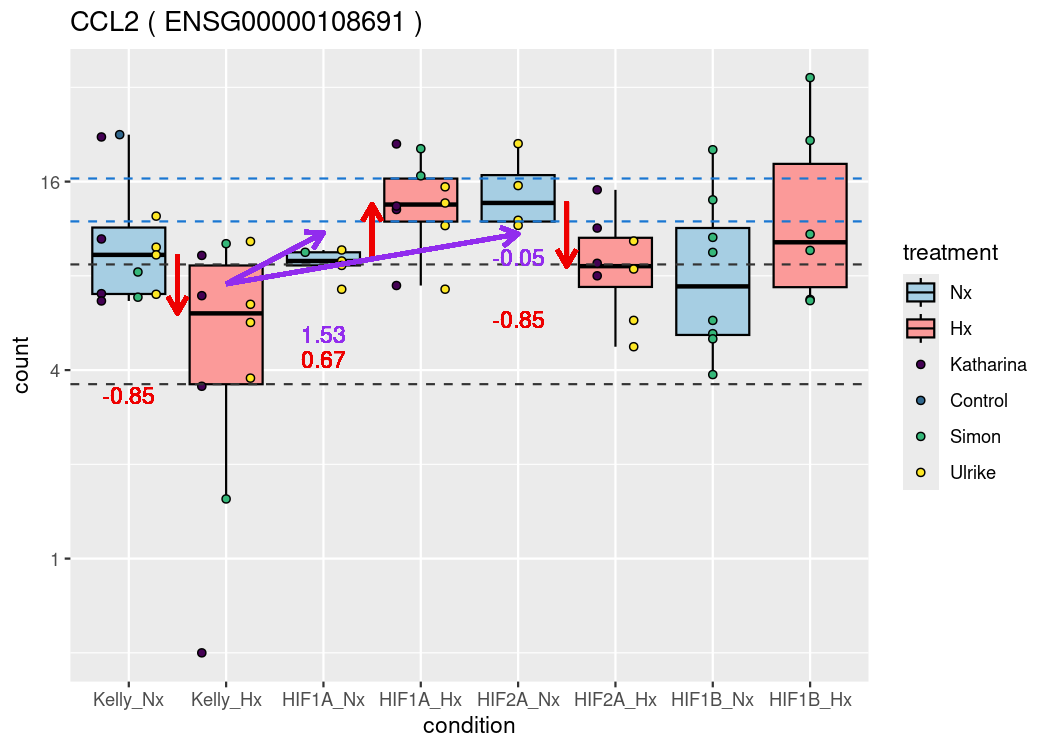 CCL2 ( ENSG00000108691 )
count
16
4
1
-0.05
-0.85
1.53
0.67
-0.85
Kelly_Nx Kelly_Hx HIF1A_Nx HIF1A_Hx HIF2A_Nx HIF2A_Hx HIF1B_Nx HIF1B_Hx
condition
treatment
Nx
Hx
Katharina
Control
Simon
Ulrike